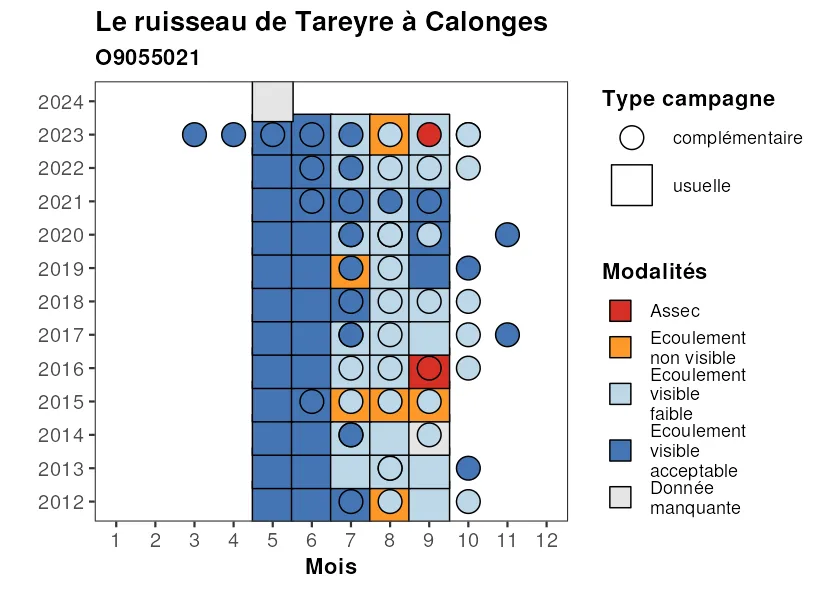 Le ruisseau de Tareyre à Calonges
O9055021
2024
2023
2022
2021
2020
2019
2018
2017
2016
2015
2014
2013
2012
1 2 3 4 5 6 7 8 9 10 11 12
Mois
Type campagne
complémentaire
usuelle
Modalités
Assec
Ecoulement
non visible
Ecoulement
visible
faible
Ecoulement
visible
acceptable
Donnée
manquante